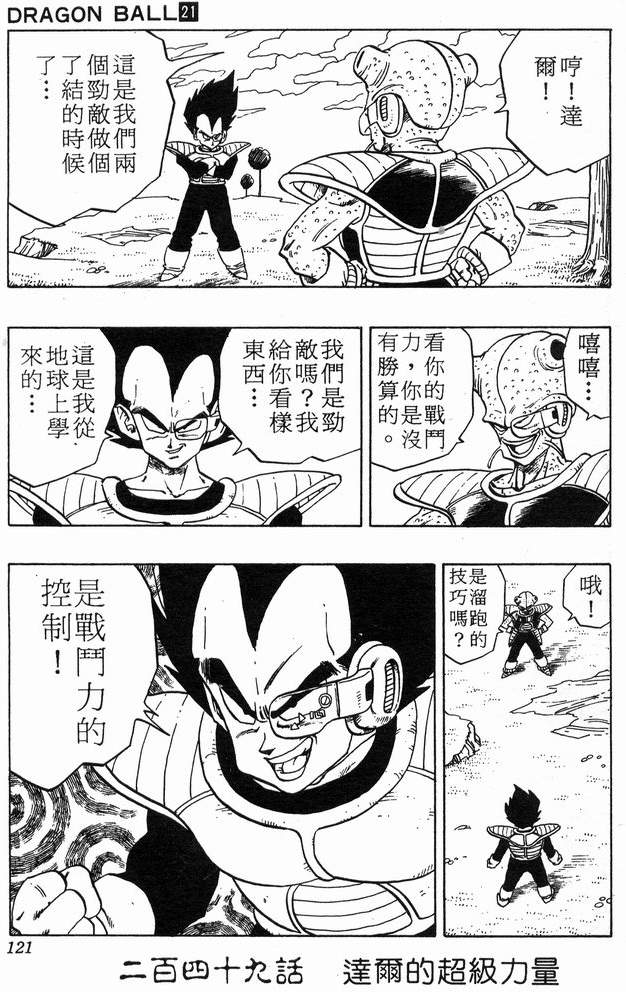 DRAGON BALL 21
哼！達
爾！
這是我們兩
個勁敵做個
了結的時候
了…
嘻嘻…
看你的戰鬥
力，你是沒
有勝算的。
我們是勁
敵嗎？我
給你看樣
東西…
這是我從
地球上學
來的…
哦！
是溜跑的
技巧嗎？
是戰鬥力的
控制！
121
二百四十九話　達爾的超級力量